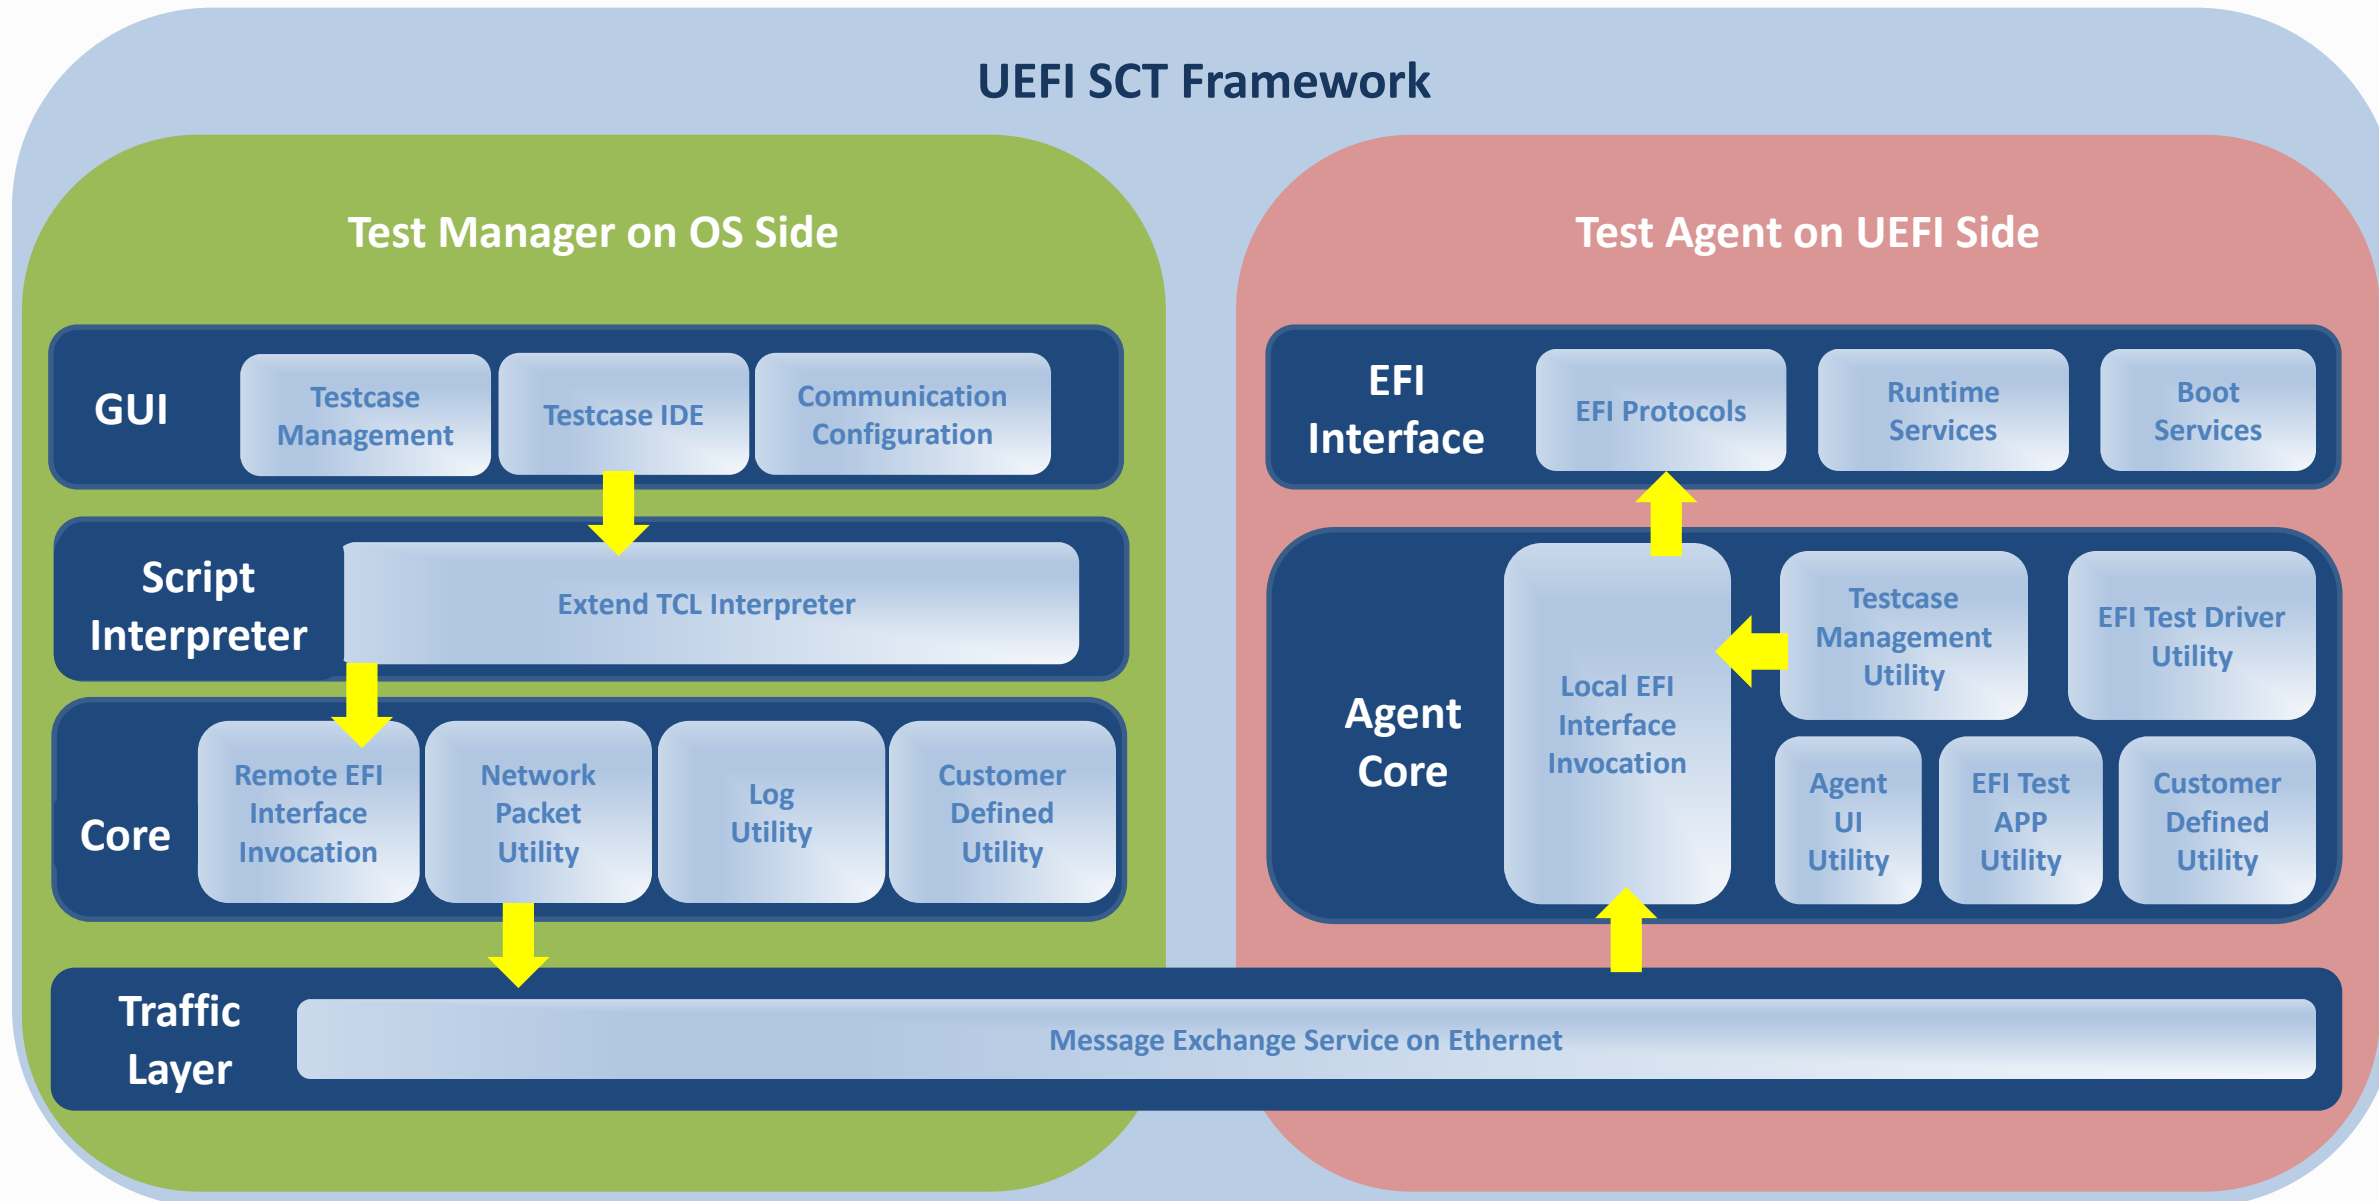 UEFI SCT Framework
Test Manager on OS Side
GUI
Testcase
Management
Testcase IDE
Communication
Configuration
Script
Interpreter
Extend TCL Interpreter
Core
Remote EFI
Interface
Invocation
Network
Packet
Utility
Log
Utility
Customer
Defined
Utility
Test Agent on UEFI Side
EFI
Interface
EFI Protocols
Runtime
Services
Boot
Services
Agent
Core
Local EFI
Interface
Invocation
Testcase
Management
Utility
EFI Test Driver
Utility
Agent
UI
Utility
EFI Test
APP
Utility
Customer
Defined
Utility
Traffic
Layer
Message Exchange Service on Ethernet